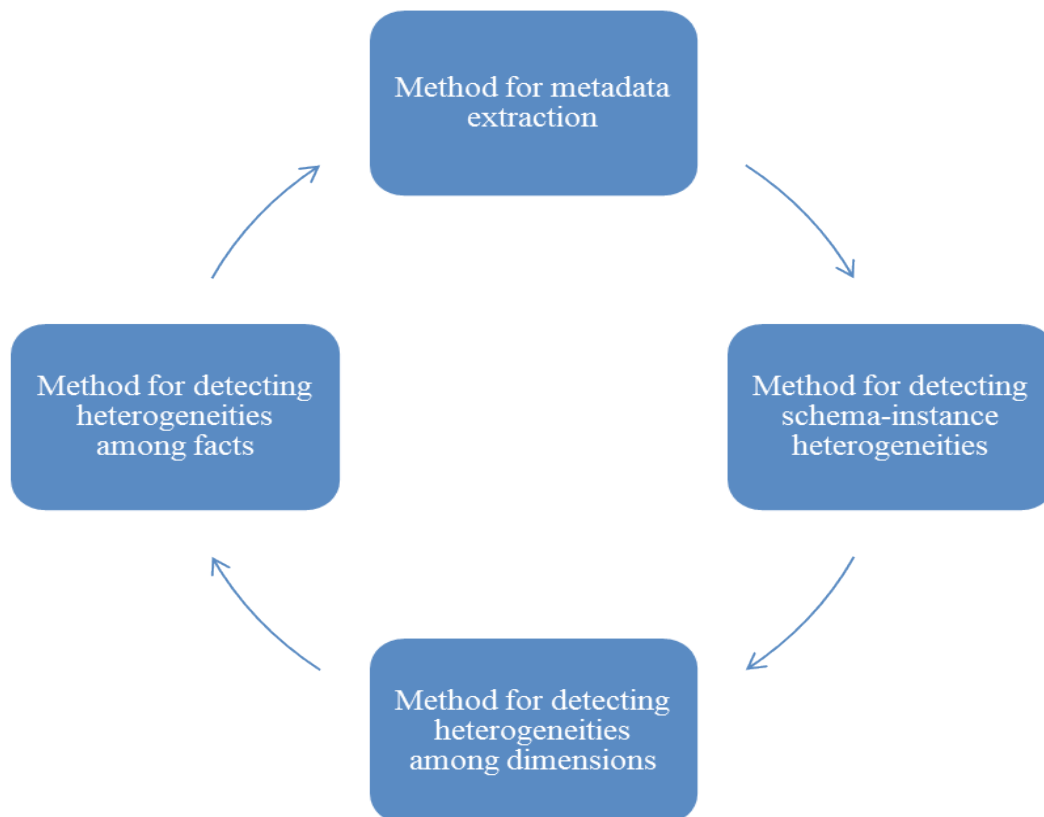 Method for metadata
extraction
Method for detecting
heterogeneities
among facts
Method for detecting
schema-instance
heterogeneities
Method for detecting
heterogeneities
among dimensions